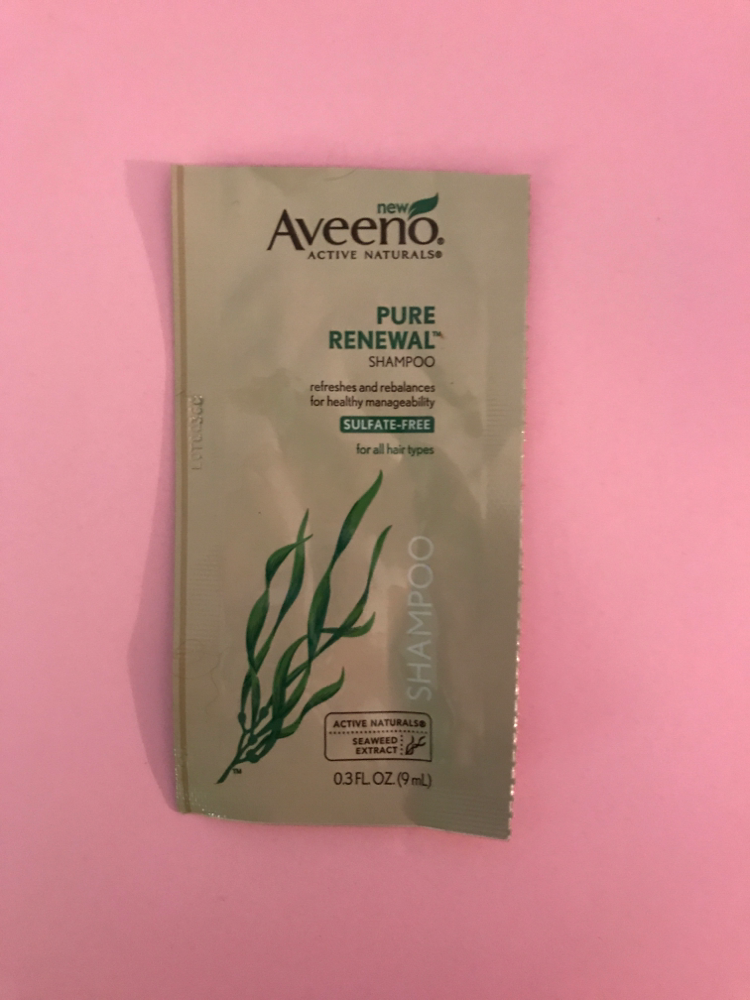 new
Aveeno®
ACTIVE NATURALS®
PURE
RENEWAL™
SHAMPOO
refreshes and rebalances
for healthy manageability
SULFATE-FREE
for all hair types
SHAMPOO
ACTIVE NATURALS®
SEAWEED
EXTRACT
TM
0.3 FL. OZ. (9 mL)